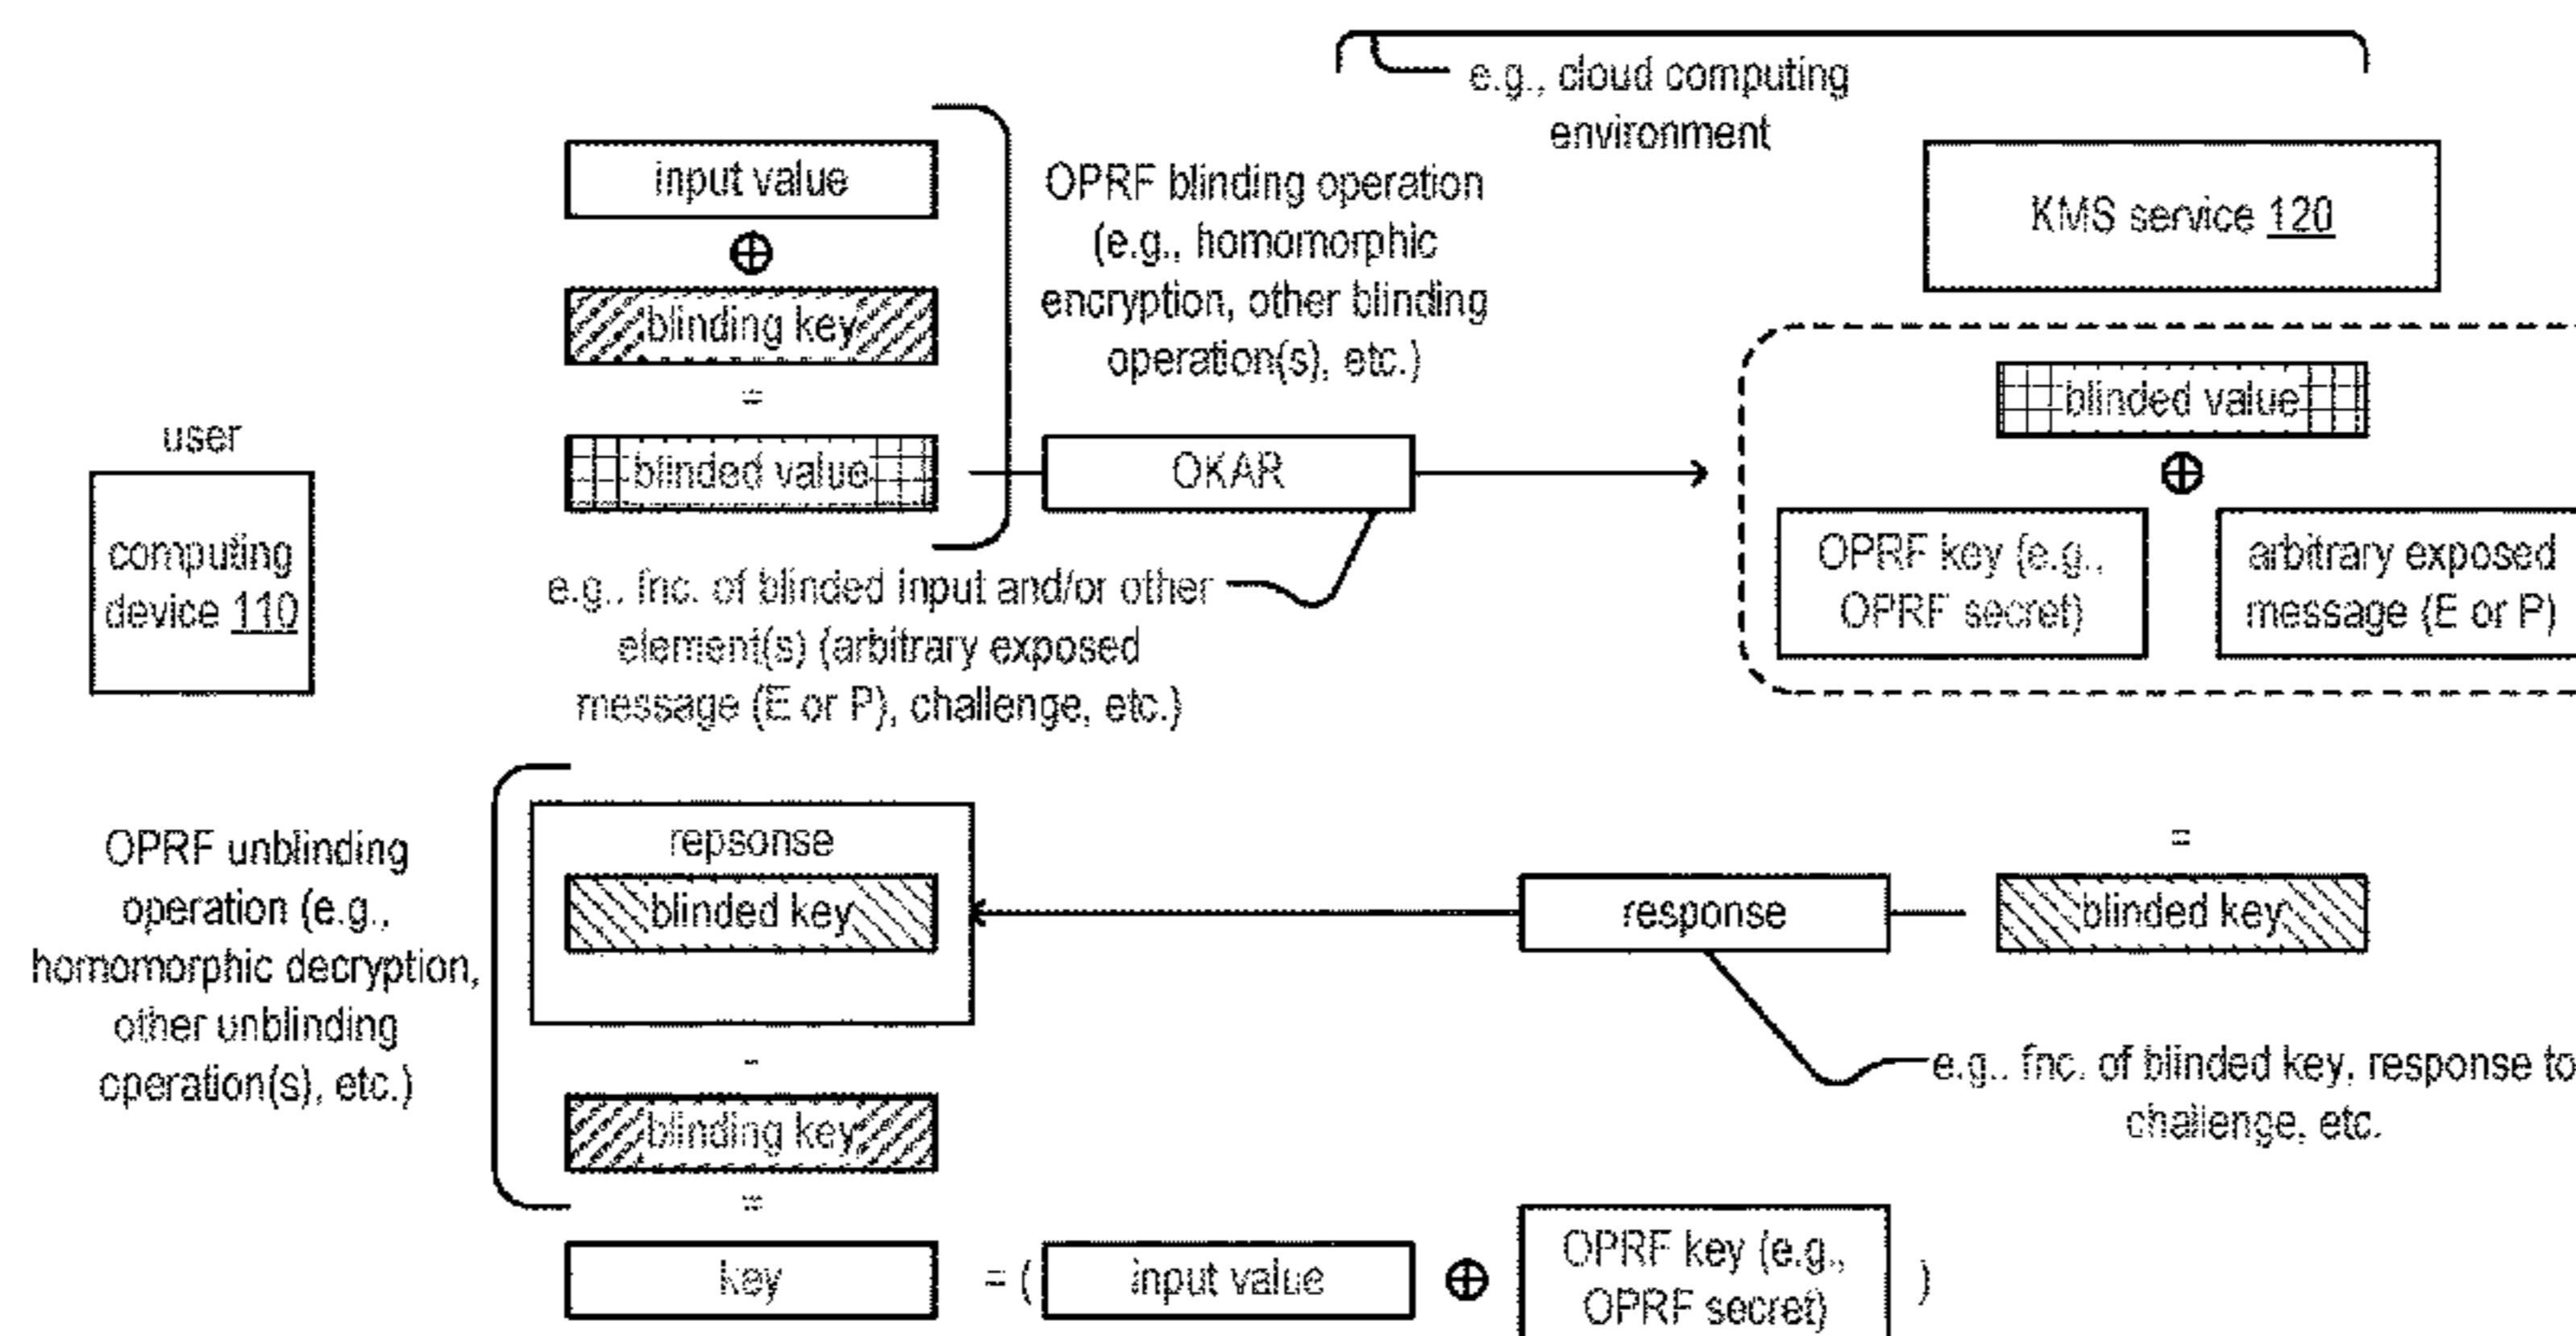 e.g., cloud computing
environment
input value
⊕
blinding key
=
blinded value
OPRF blinding operation
(e.g., homomorphic
encryption, other blinding
operation(s), etc.)
KMS service 120
user
computing
device 110
OKAR
blinded value
⊕
OPRF key (e.g.,
OPRF secret)
arbitrary exposed
message (E or P)
e.g., fnc. of blinded input and/or other
element(s) (arbitrary exposed
message (E or P), challenge, etc.)
OPRF unblinding
operation (e.g.,
homomorphic decryption,
other unblinding
operation(s), etc.)
repsonse
blinded key
-
blinding key
=
response
=
blinded key
e.g., fnc. of blinded key, response to
challenge, etc.
key = ( input value ⊕ OPRF key (e.g.,
OPRF secret) )